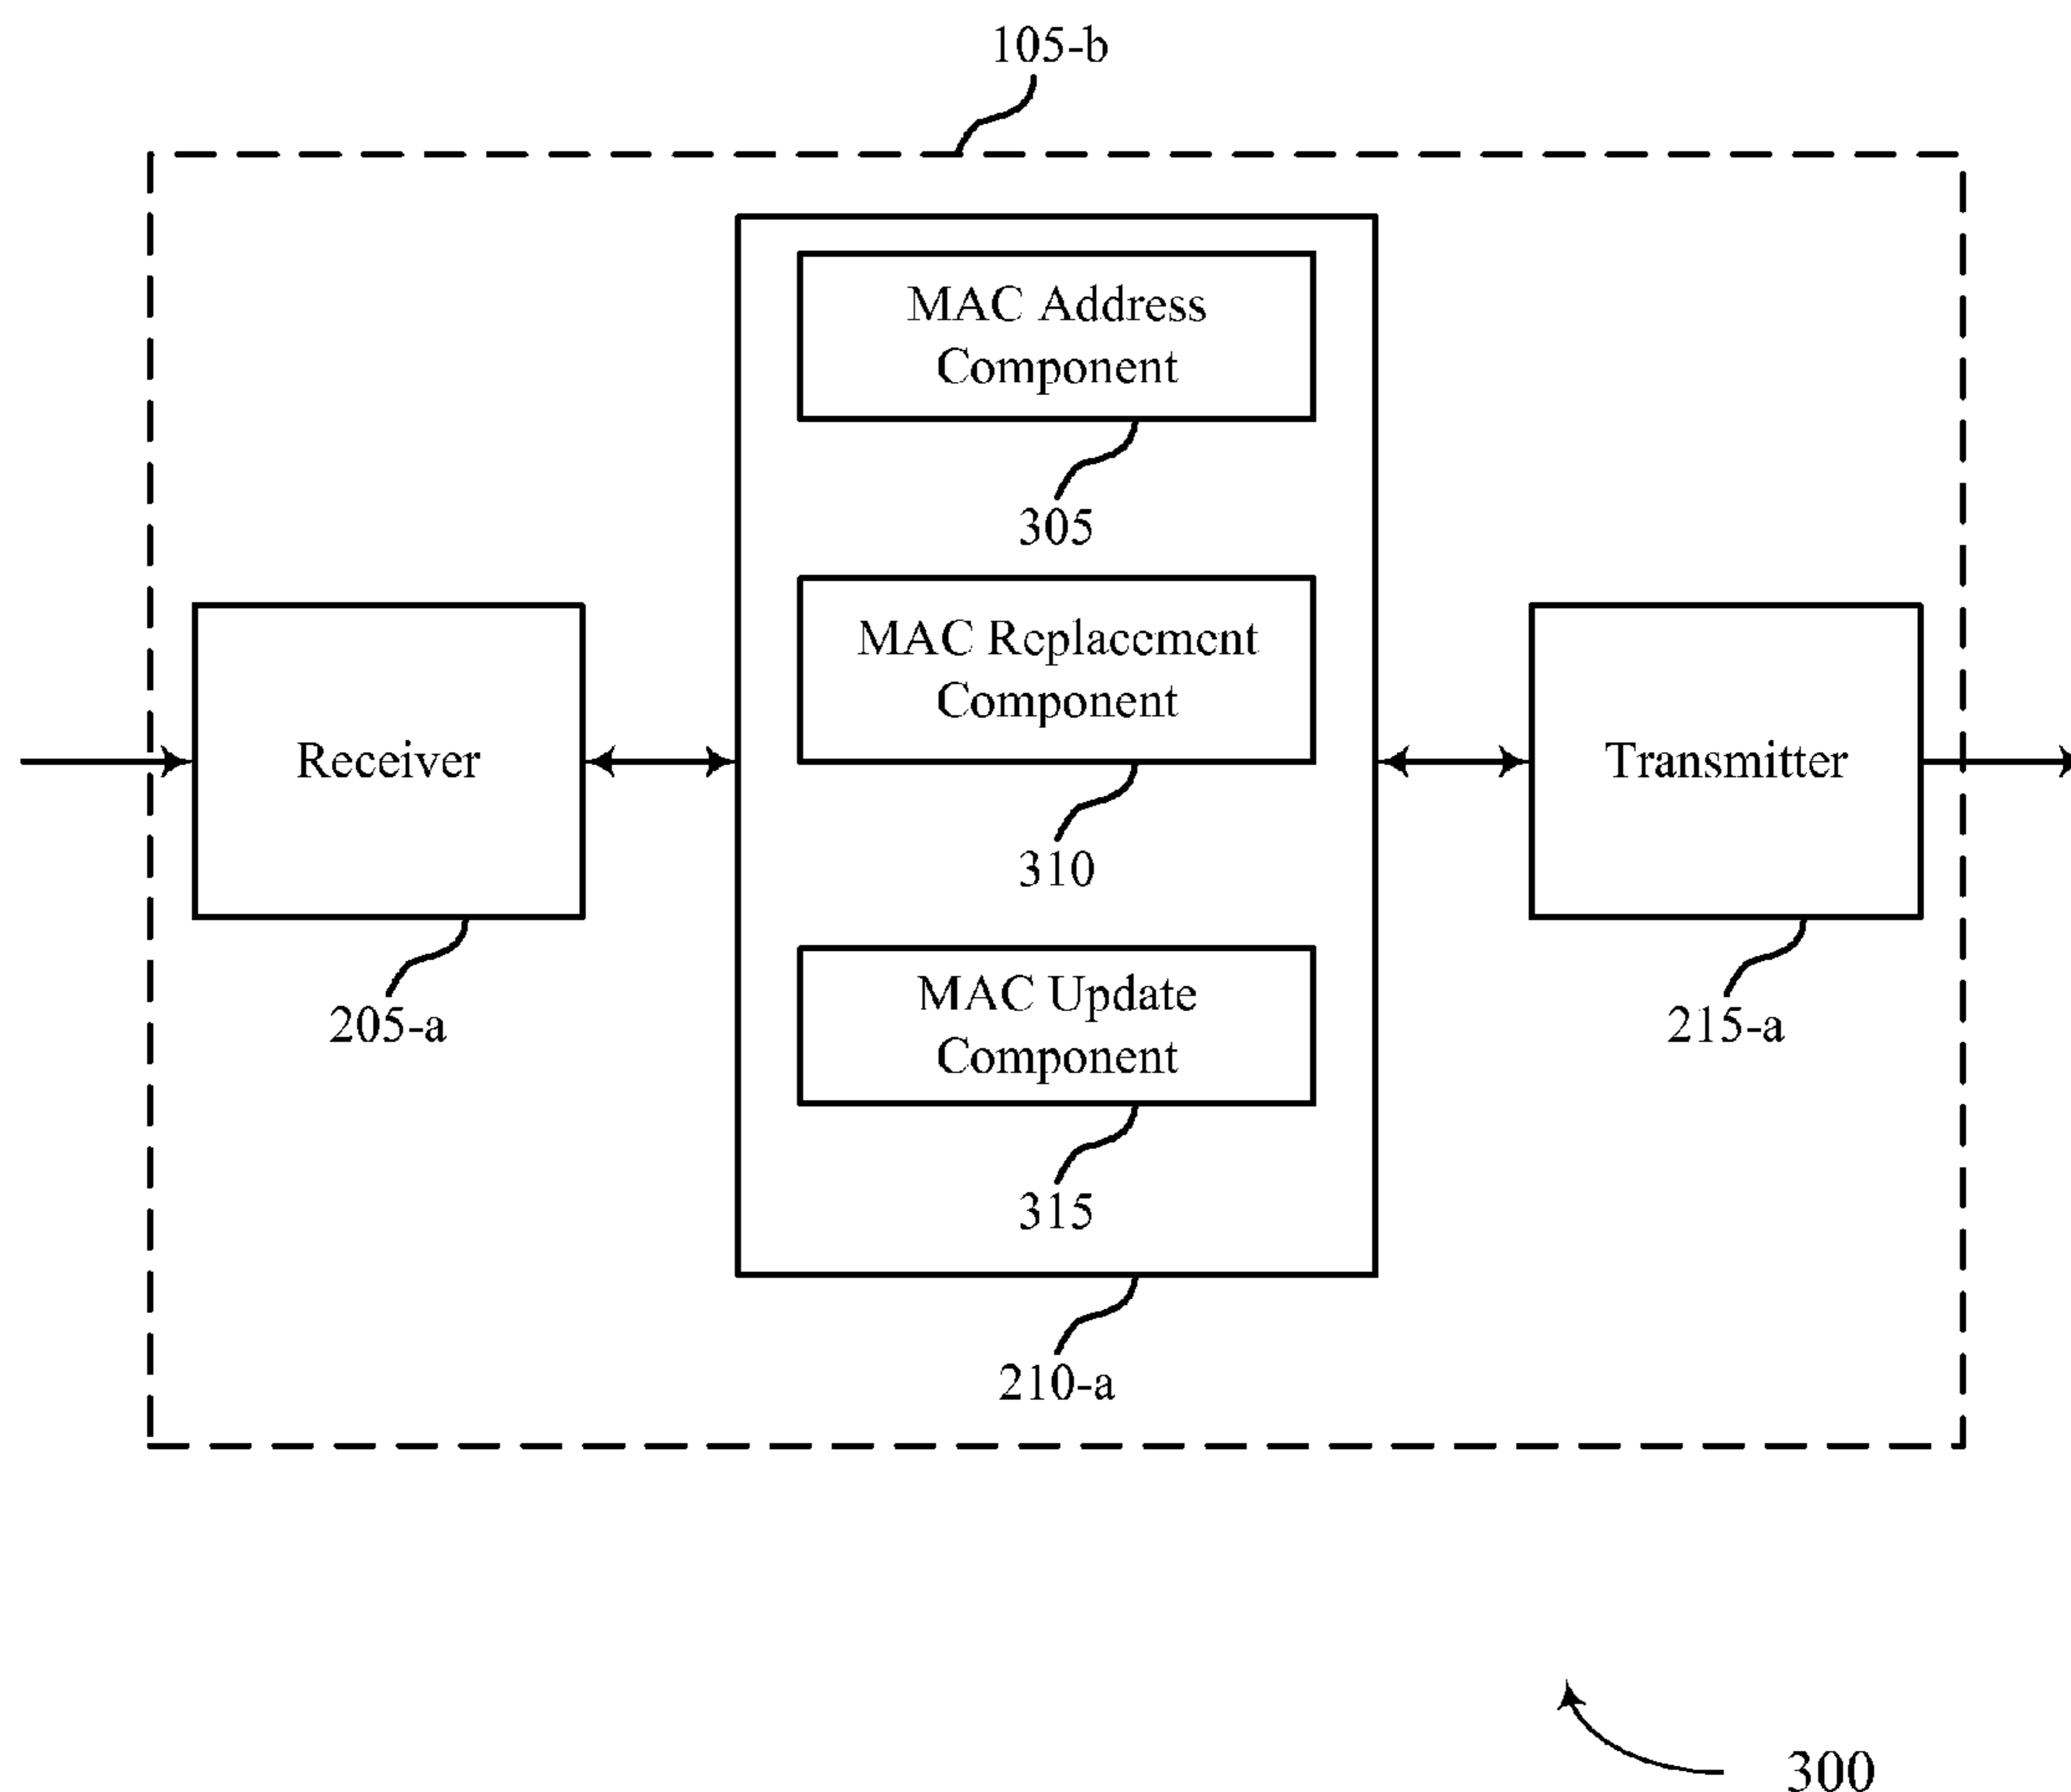 105-b
MAC Address
Component
305
MAC Replacement
Component
310
Receiver
205-a
Transmitter
215-a
MAC Update
Component
315
210-a
300